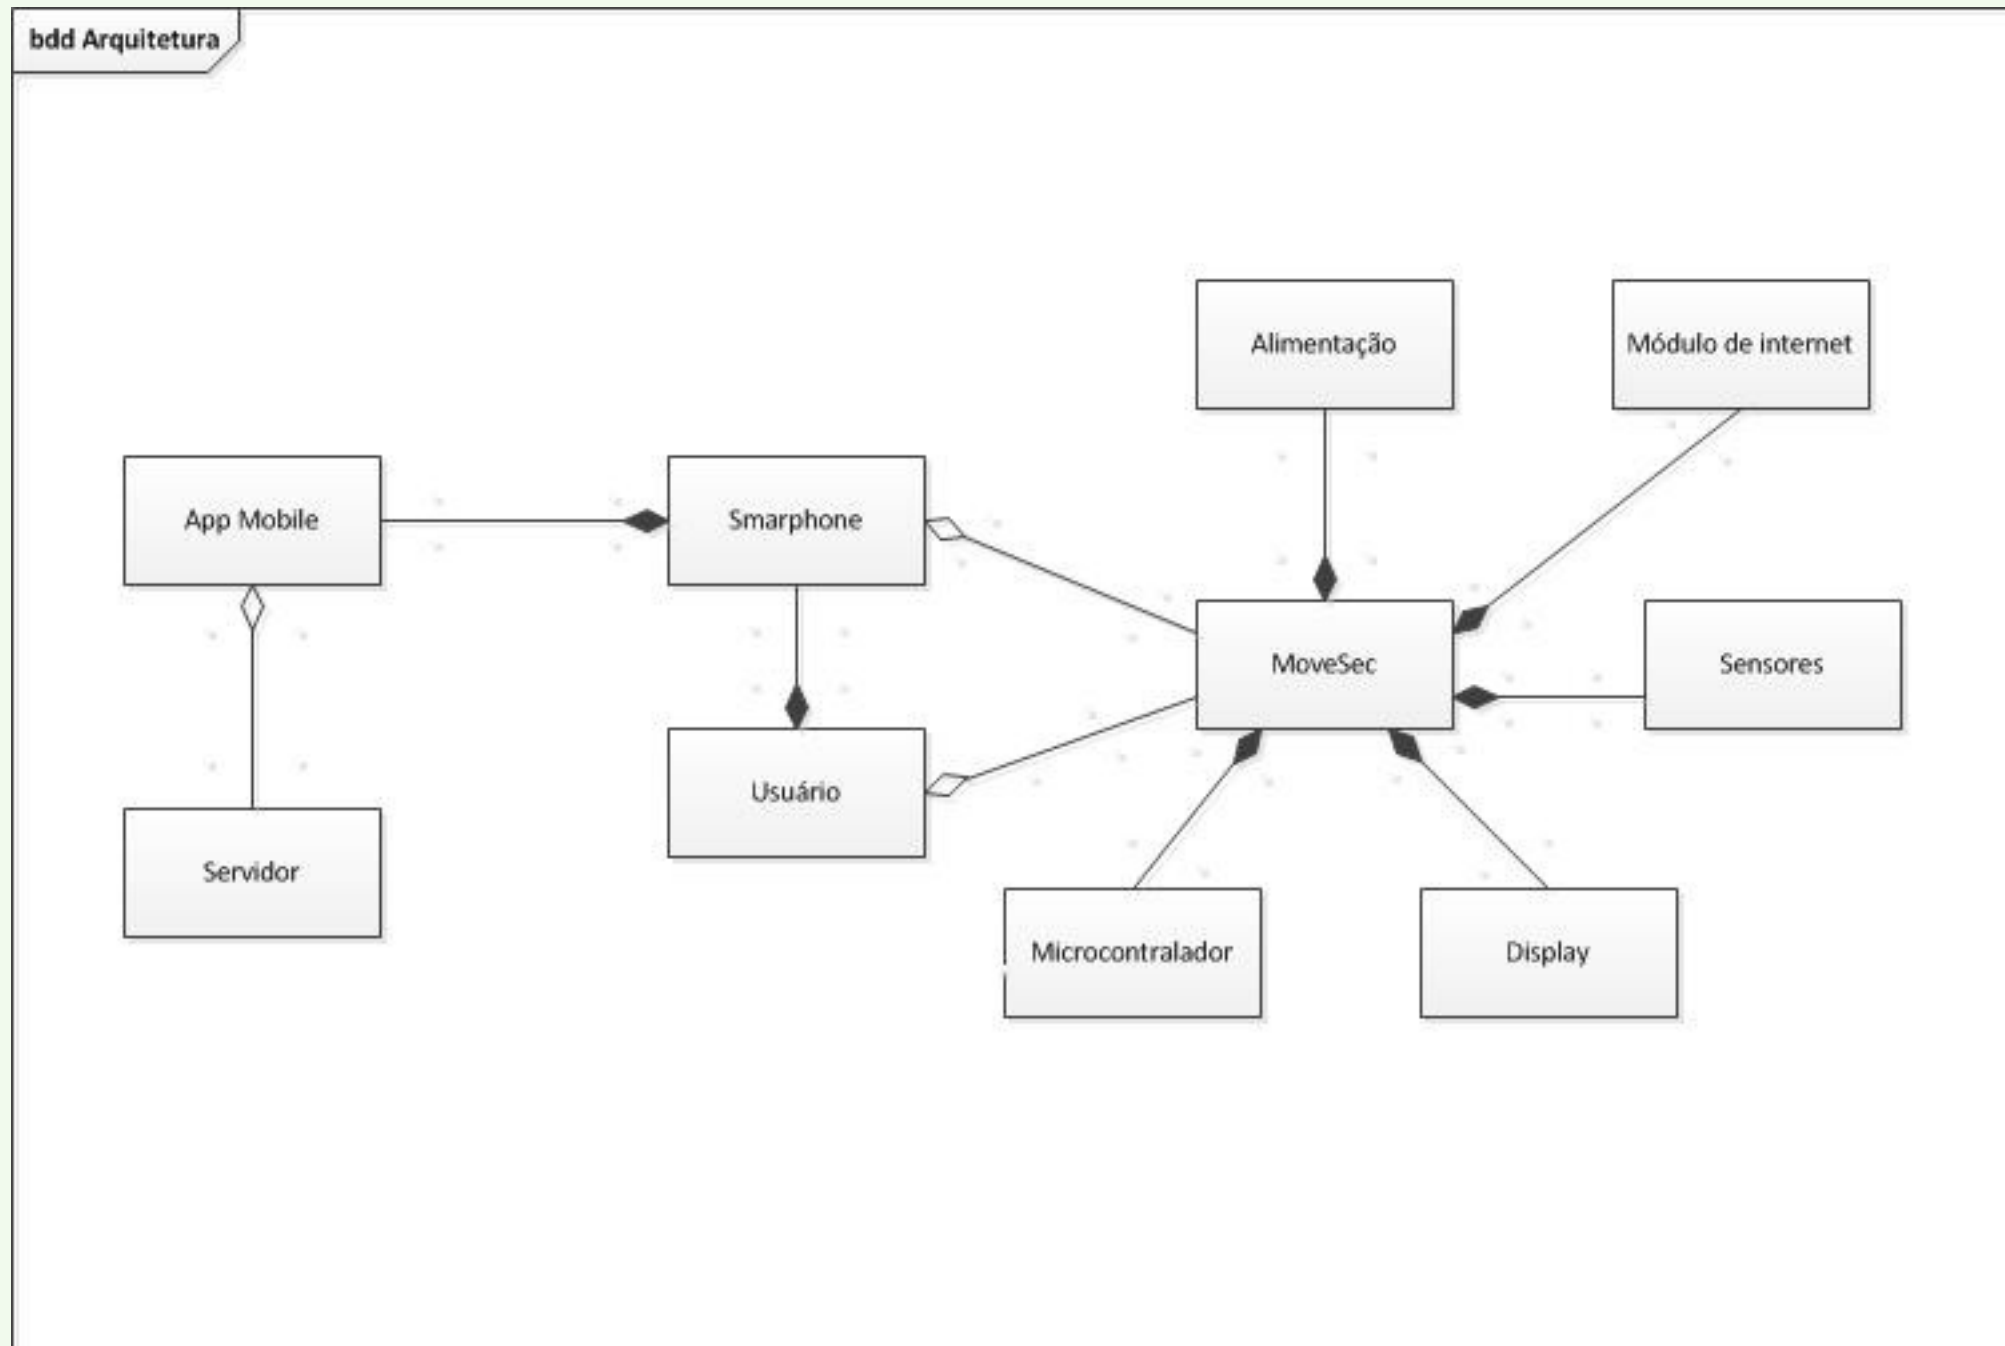 bdd Arquitetura
Alimentação
Módulo de internet
App Mobile
Smarphone
MoveSec
Sensores
Usuário
Servidor
Microcontralador
Display